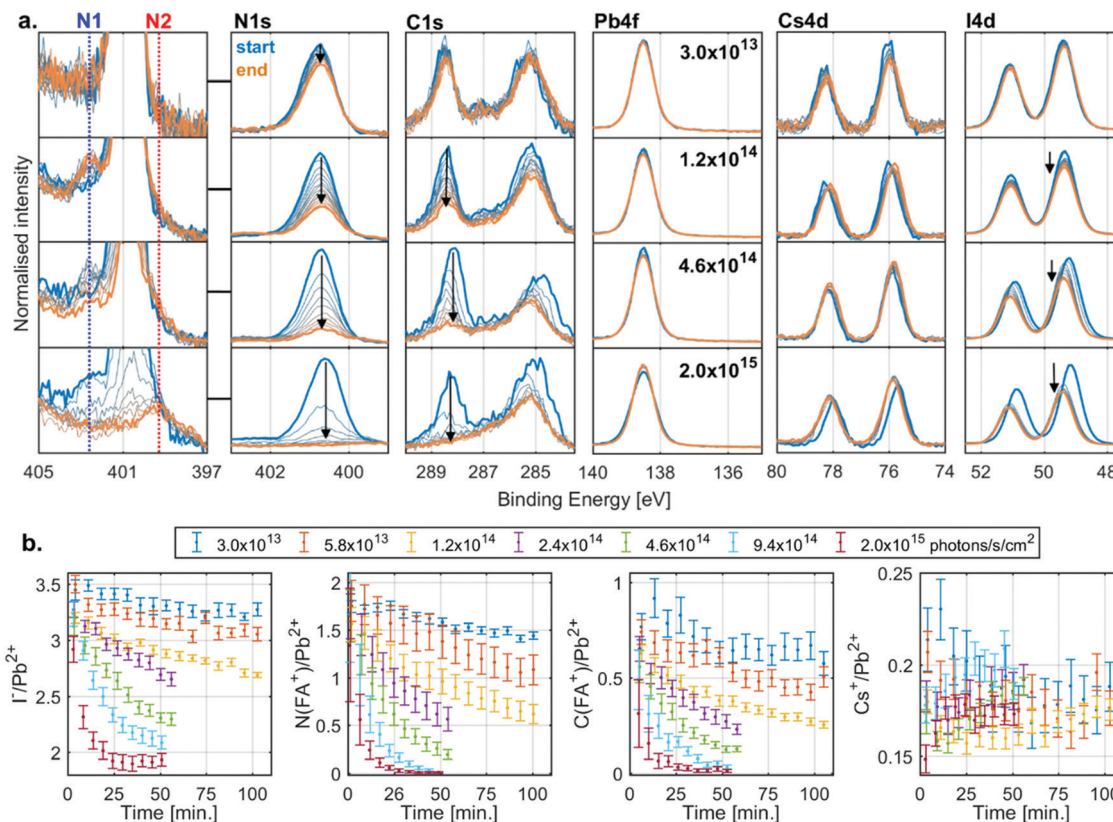 a. N1 N2 N1s C1s Pb4f Cs4d I4d
start
end
3.0x10¹³
1.2x10¹⁴
4.6x10¹⁴
2.0x10¹⁵
Normalised intensity
405 401 397 402 400 289 287 285 140 138 136 80 78 76 74 52 50 48
Binding Energy [eV]
b.
3.0x10¹³ 5.8x10¹³ 1.2x10¹⁴ 2.4x10¹⁴ 4.6x10¹⁴ 9.4x10¹⁴ 2.0x10¹⁵ photons/s/cm²
I⁻/Pb²⁺
3.5
3
2.5
2
0 25 50 75 100
Time [min.]
N(FA⁺)/Pb²⁺
2
1.5
1
0.5
0
0 25 50 75 100
Time [min.]
C(FA⁺)/Pb²⁺
1
0.5
0
0 25 50 75 100
Time [min.]
Cs⁺/Pb²⁺
0.25
0.20
0.15
0 25 50 75 100
Time [min.]